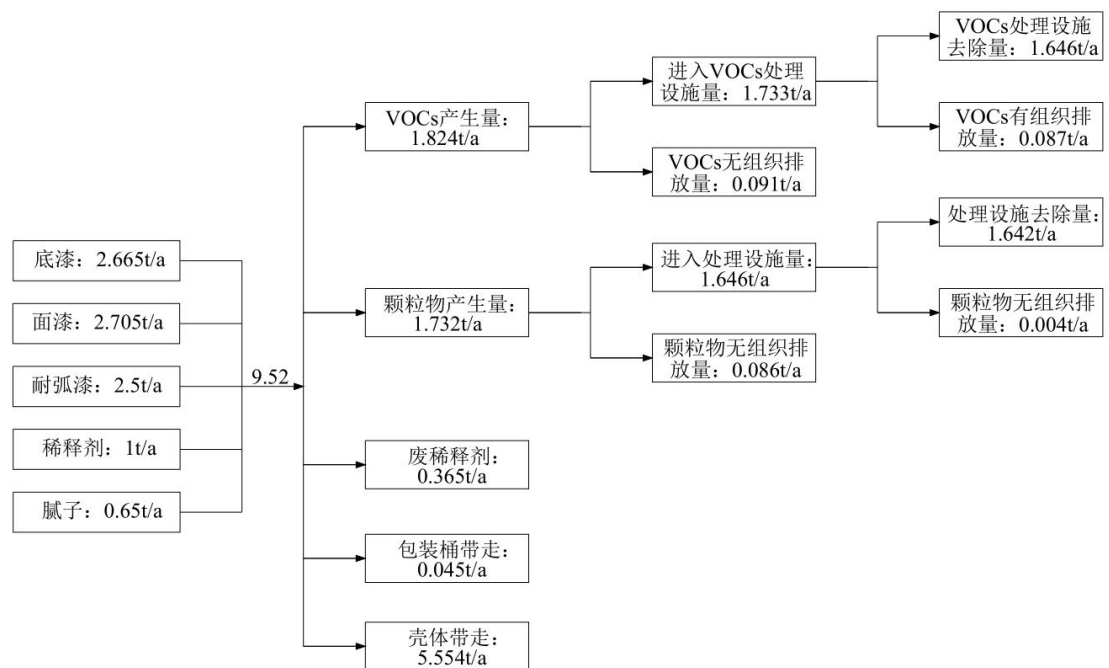 底漆：2.665t/a
面漆：2.705t/a
耐弧漆：2.5t/a
稀释剂：1t/a
腻子：0.65t/a
9.52
VOCs产生量：
1.824t/a
颗粒物产生量：
1.732t/a
废稀释剂：
0.365t/a
包装桶带走：
0.045t/a
壳体带走：
5.554t/a
进入VOCs处理
设施量：1.733t/a
VOCs无组织排
放量：0.091t/a
进入处理设施量：
1.646t/a
颗粒物无组织排
放量：0.086t/a
VOCs处理设施
去除量：1.646t/a
VOCs有组织排
放量：0.087t/a
处理设施去除量：
1.642t/a
颗粒物无组织排
放量：0.004t/a